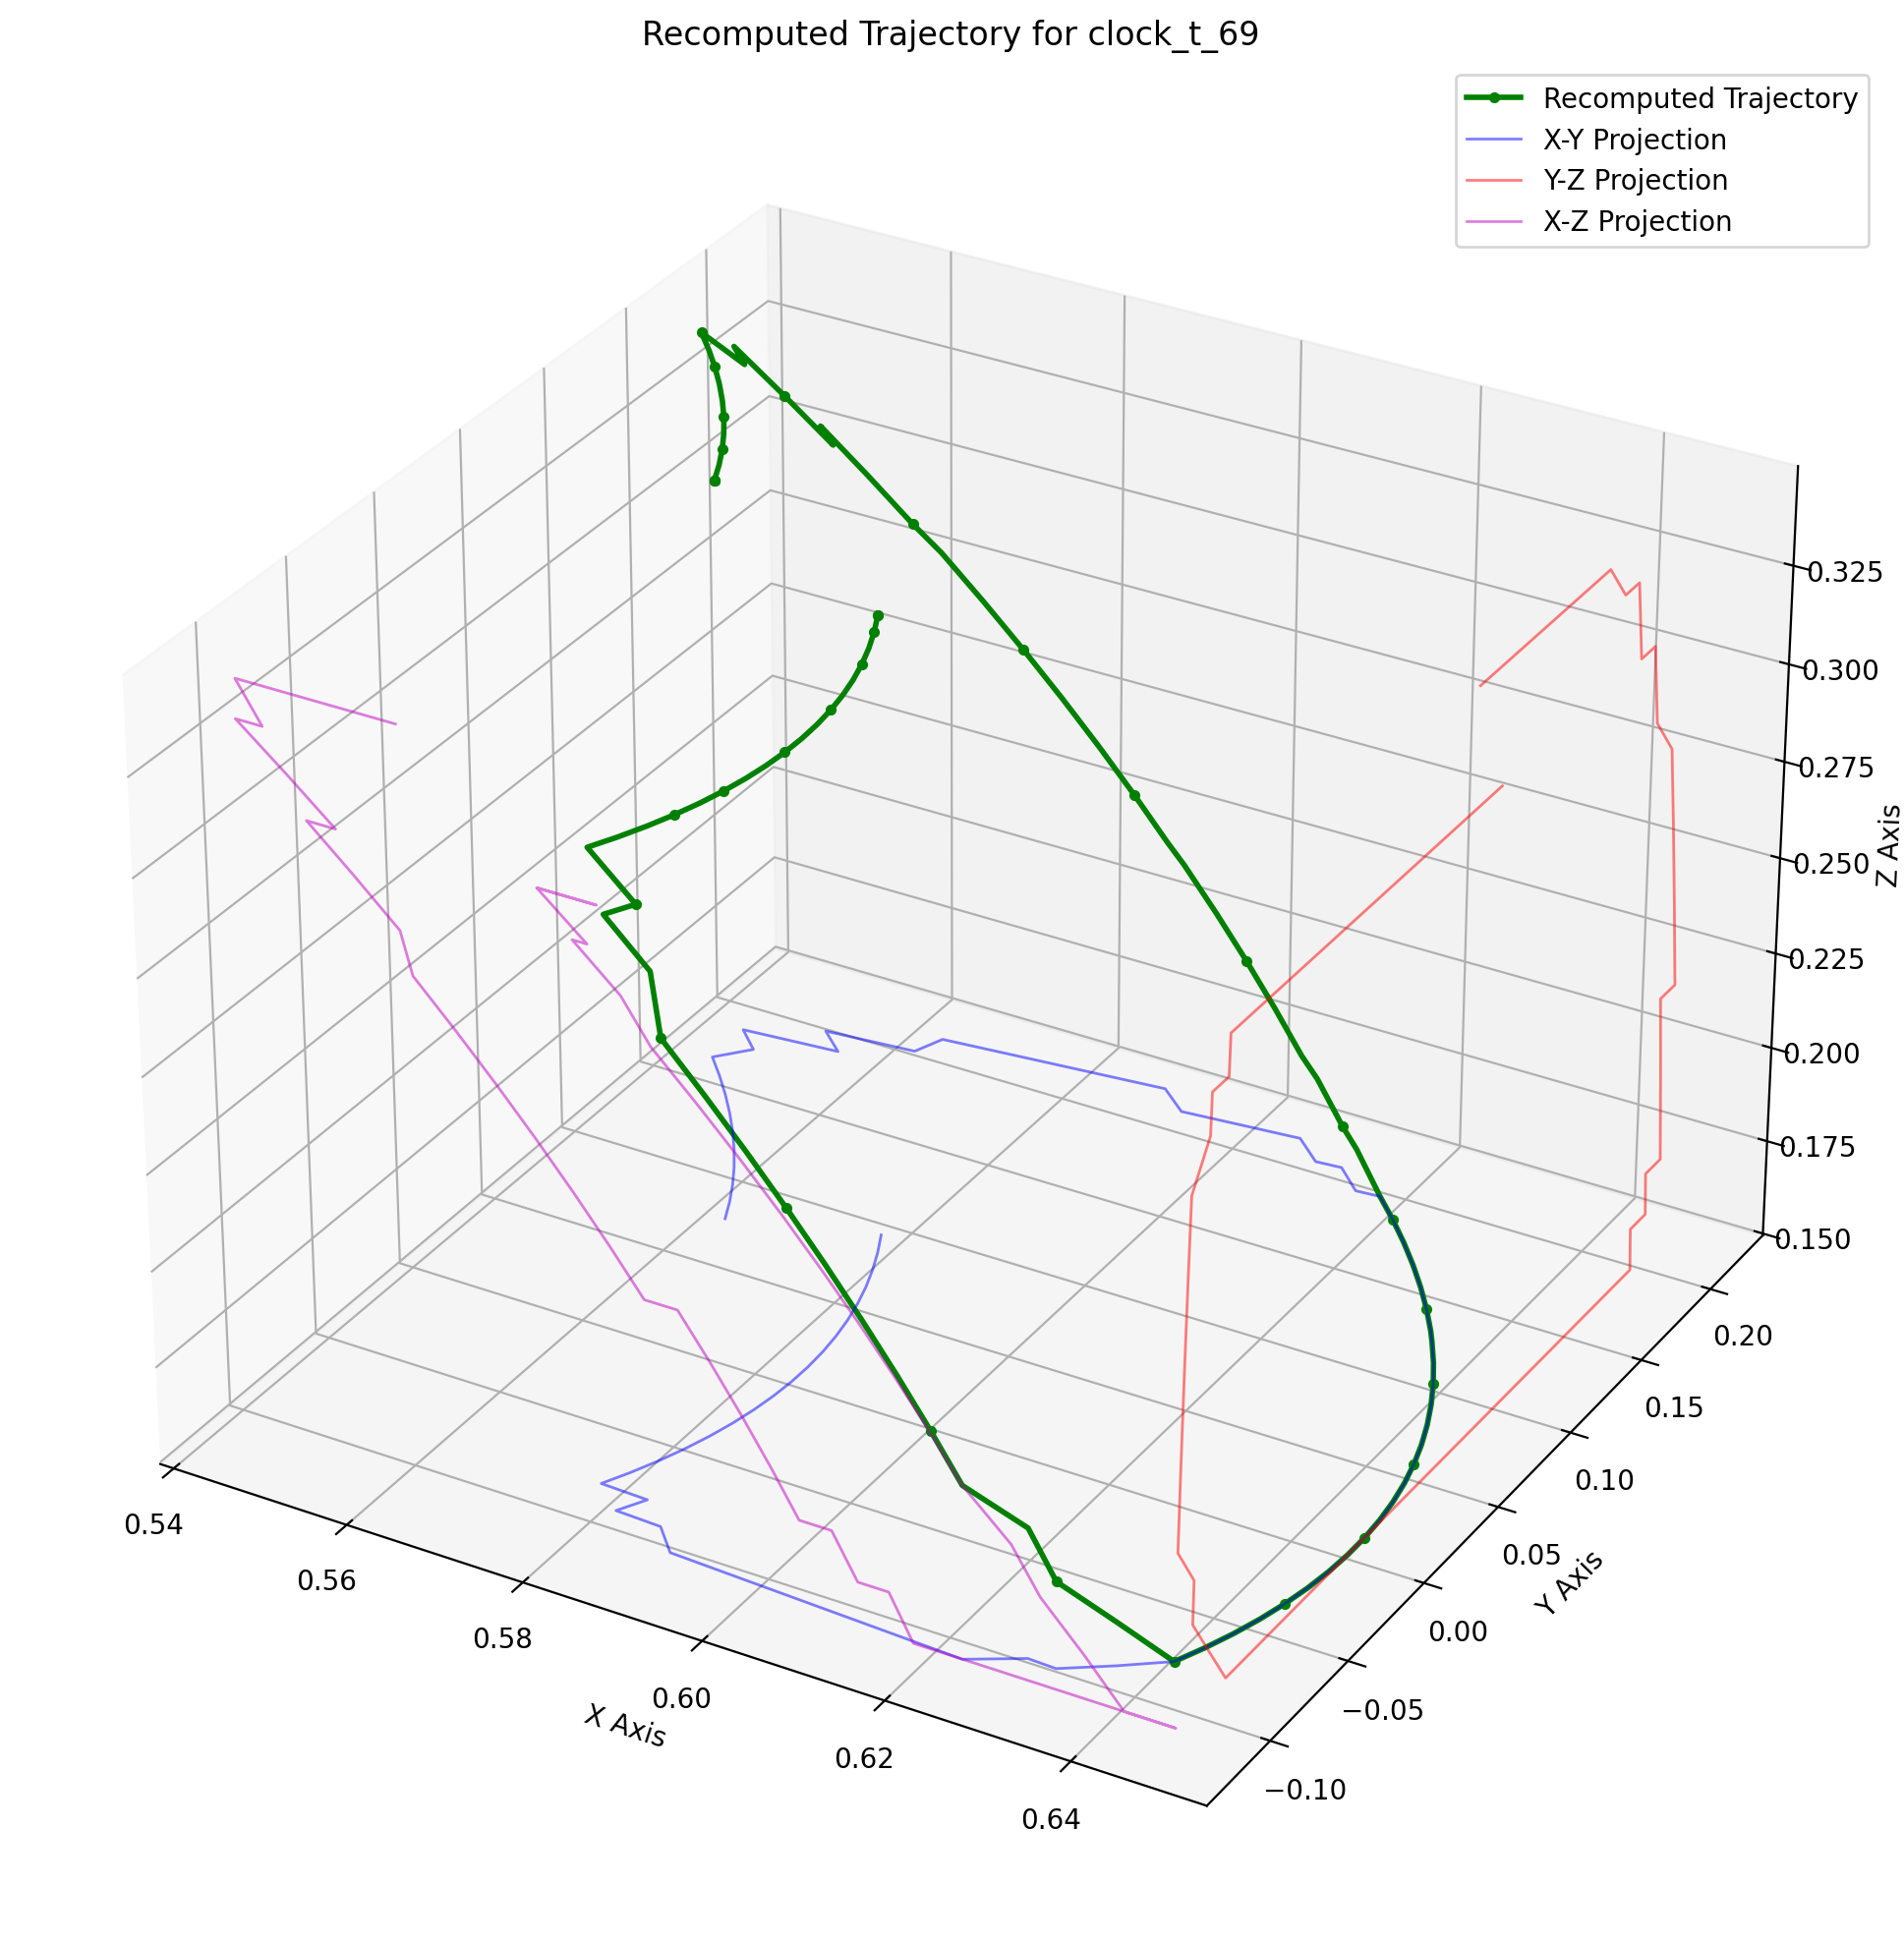 Recomputed Trajectory for clock_t_69
Recomputed Trajectory
X-Y Projection
Y-Z Projection
X-Z Projection
0.325
0.300
0.275
0.250
0.225
0.200
0.175
0.150
Z Axis
0.20
0.15
0.10
0.05
0.00
−0.05
−0.10
Y Axis
0.54
0.56
0.58
0.60
0.62
0.64
X Axis